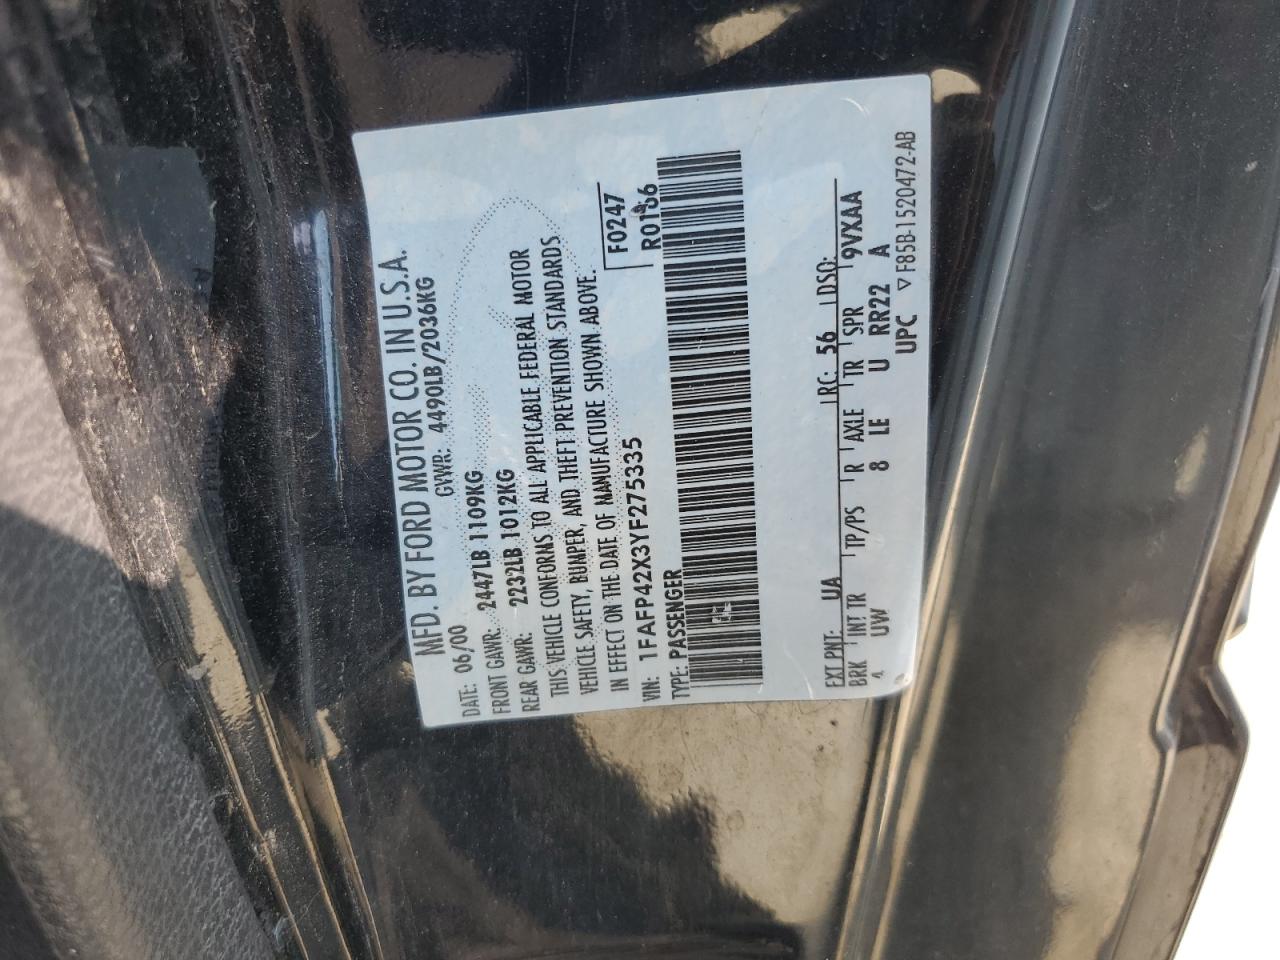 MFD. BY FORD MOTOR CO. IN U.S.A.
DATE: 06/00 GVWR: 4490LB/2036KG
FRONT GAWR: 2447LB 1109KG
REAR GAWR: 2232LB 1012KG
THIS VEHICLE CONFORMS TO ALL APPLICABLE FEDERAL MOTOR
VEHICLE SAFETY, BUMPER, AND THEFT PREVENTION STANDARDS
IN EFFECT ON THE DATE OF MANUFACTURE SHOWN ABOVE.
VIN: 1FAFP42X3YF275335 F0247
TYPE: PASSENGER
EXT PNT: UA RC: 56 DSO:
BRK INT TR TP/PS R AXLE TR SPR 9VXAA
4 UW 8 LE U RR22 A
UPC ▽ F85B-1520472-AB